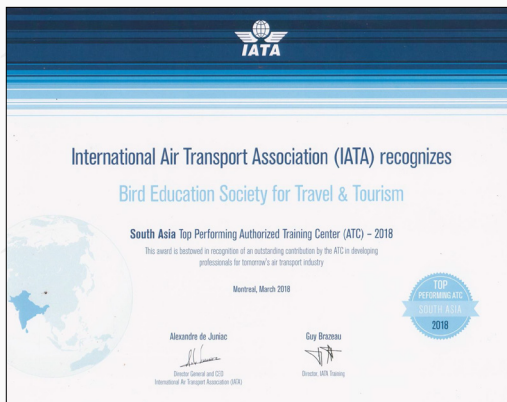 IATA
International Air Transport Association (IATA) recognizes
Bird Education Society for Travel & Tourism
South Asia Top Performing Authorized Training Center (ATC) – 2018
This award is bestowed in recognition of an outstanding contribution by the ATC in developing
professionals for tomorrow's air transport industry
Montreal, March 2018
TOP
PEFORMING ATC
SOUTH ASIA
2018
Alexandre de Juniac
Guy Brazeau
Director General and CEO
International Air Transport Association (IATA)
Director, IATA Training